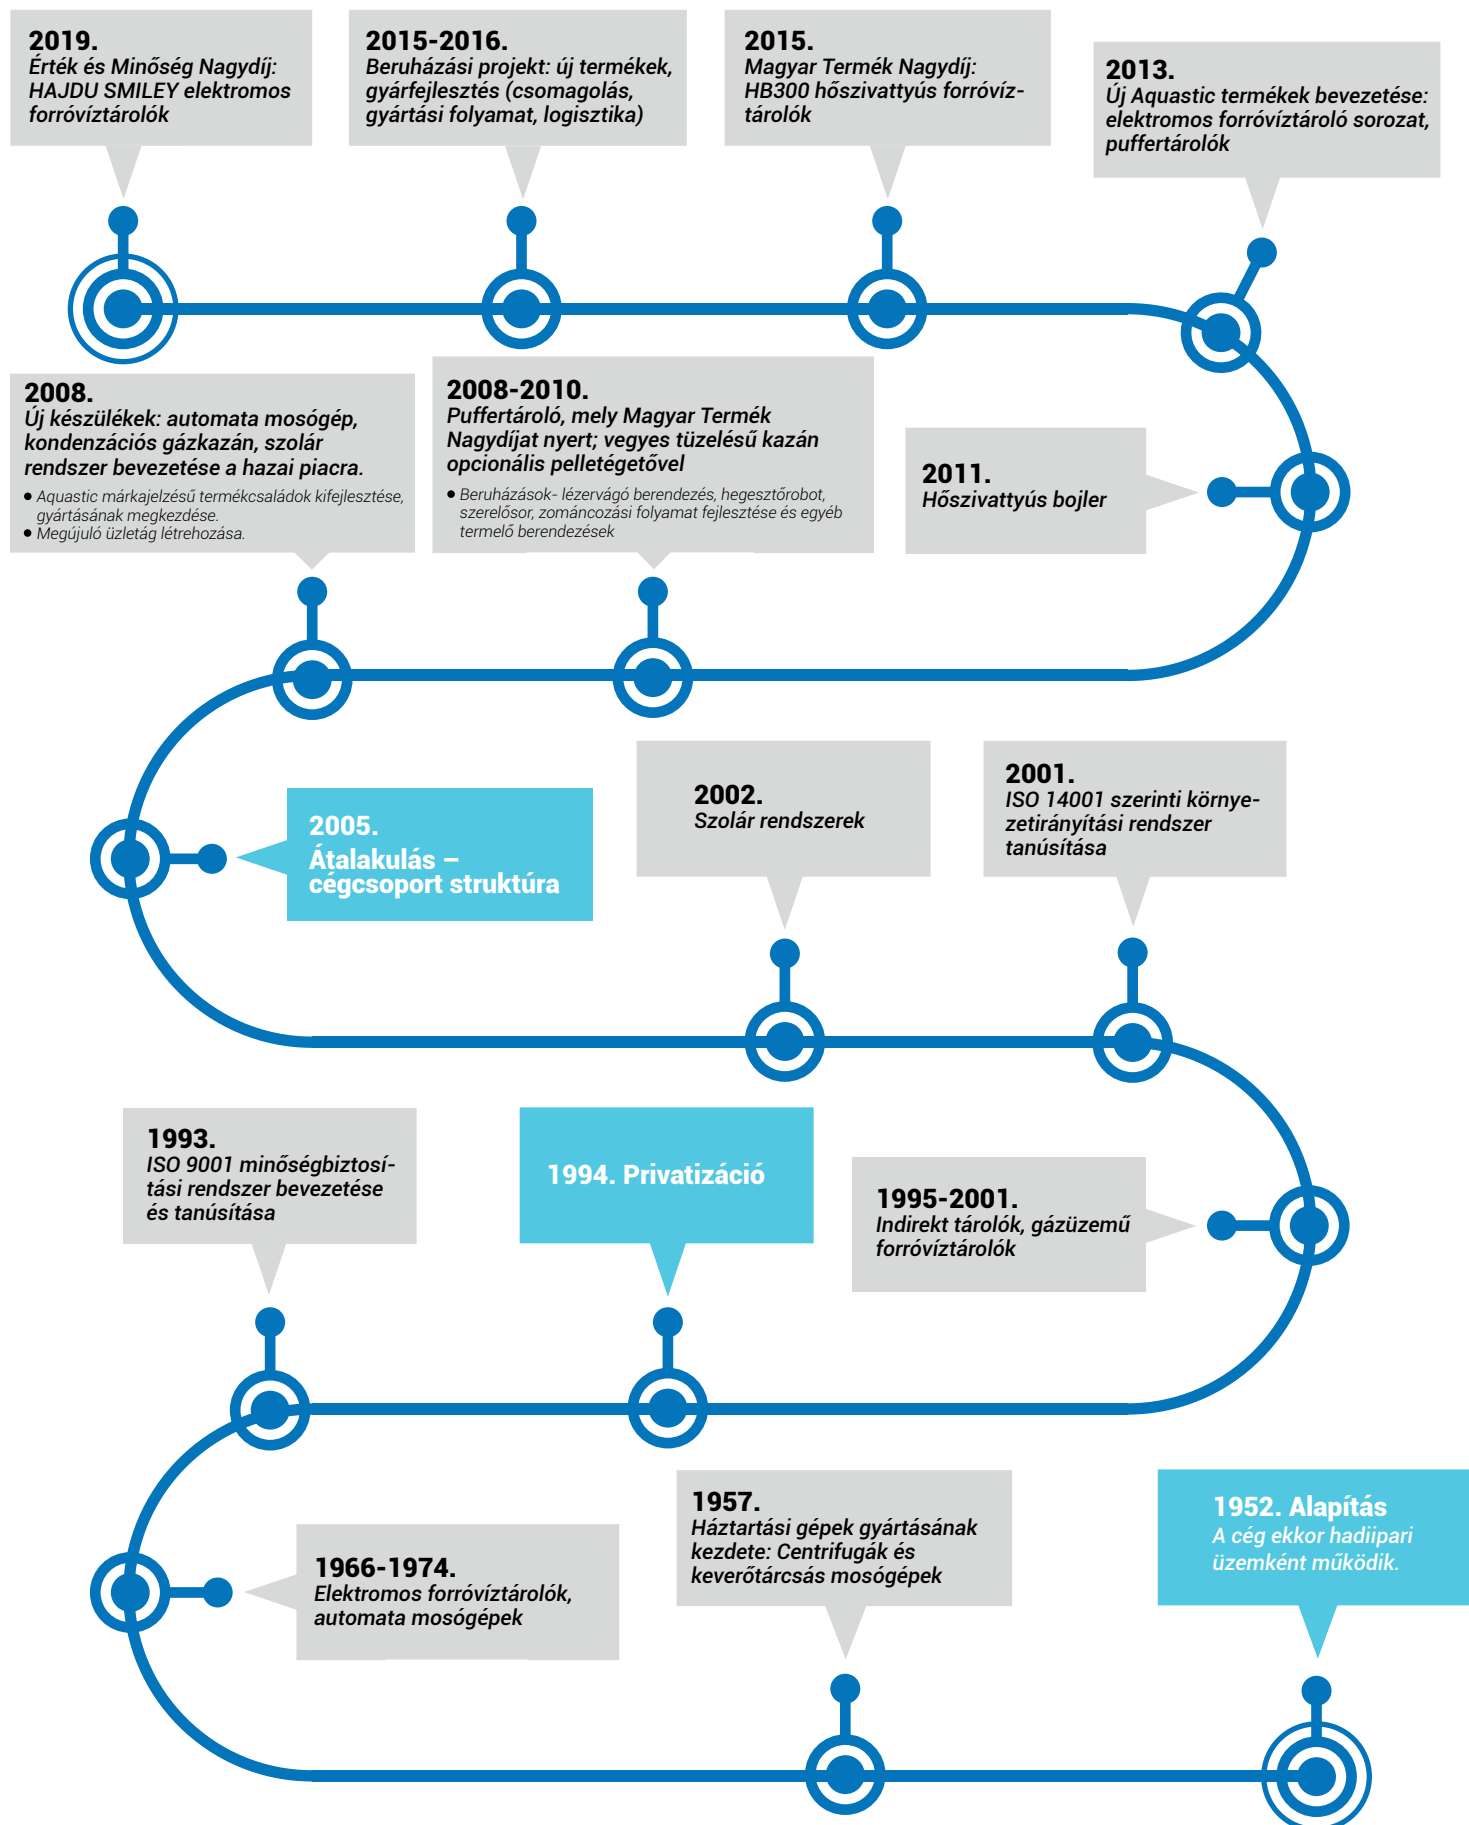 2019.
Érték és Minőség Nagydíj:
HAJDU SMILEY elektromos
forróvíztárolók
2015-2016.
Beruházási projekt: új termékek,
gyárfejlesztés (csomagolás,
gyártási folyamat, logisztika)
2015.
Magyar Termék Nagydíj:
HB300 hőszivattyús forróvíz-
tárolók
2013.
Új Aquastic termékek bevezetése:
elektromos forróvíztároló sorozat,
puffertárolók
2008.
Új készülékek: automata mosógép,
kondenzációs gázkazán, szolár
rendszer bevezetése a hazai piacra.
• Aquastic márkajelzésű termékcsaládok kifejlesztése,
gyártásának megkezdése.
• Megújuló üzletág létrehozása.
2008-2010.
Puffertároló, mely Magyar Termék
Nagydíjat nyert; vegyes tüzelésű kazán
opcionális pelletégetővel
• Beruházások- lézervágó berendezés, hegesztőrobot,
szerelősor, zománcozási folyamat fejlesztése és egyéb
termelő berendezések
2011.
Hőszivattyús bojler
2005.
Átalakulás –
cégcsoport struktúra
2002.
Szolár rendszerek
2001.
ISO 14001 szerinti környe-
zetirányítási rendszer
tanúsítása
1993.
ISO 9001 minőségbiztosí-
tási rendszer bevezetése
és tanúsítása
1994. Privatizáció
1995-2001.
Indirekt tárolók, gázüzemű
forróvíztárolók
1966-1974.
Elektromos forróvíztárolók,
automata mosógépek
1957.
Háztartási gépek gyártásának
kezdete: Centrifugák és
keverőtárcsás mosógépek
1952. Alapítás
A cég ekkor hadiipari
üzemként működik.